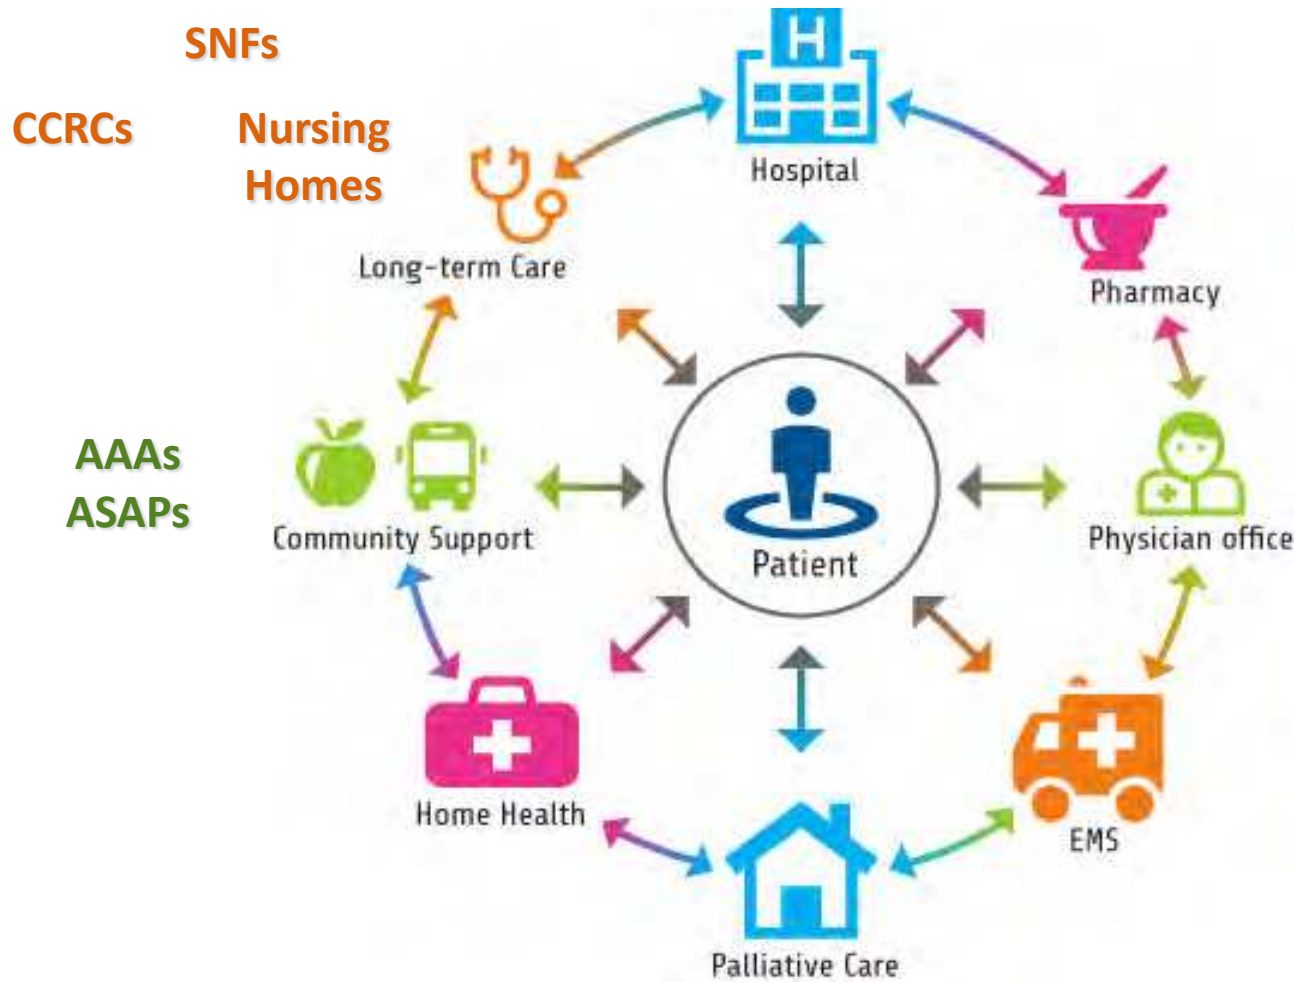 SNFs
CCRCs
Nursing
Homes
H
Hospital
Long-term Care
Pharmacy
AAAs
ASAPs
Community Support
Patient
Physician office
Home Health
EMS
Palliative Care